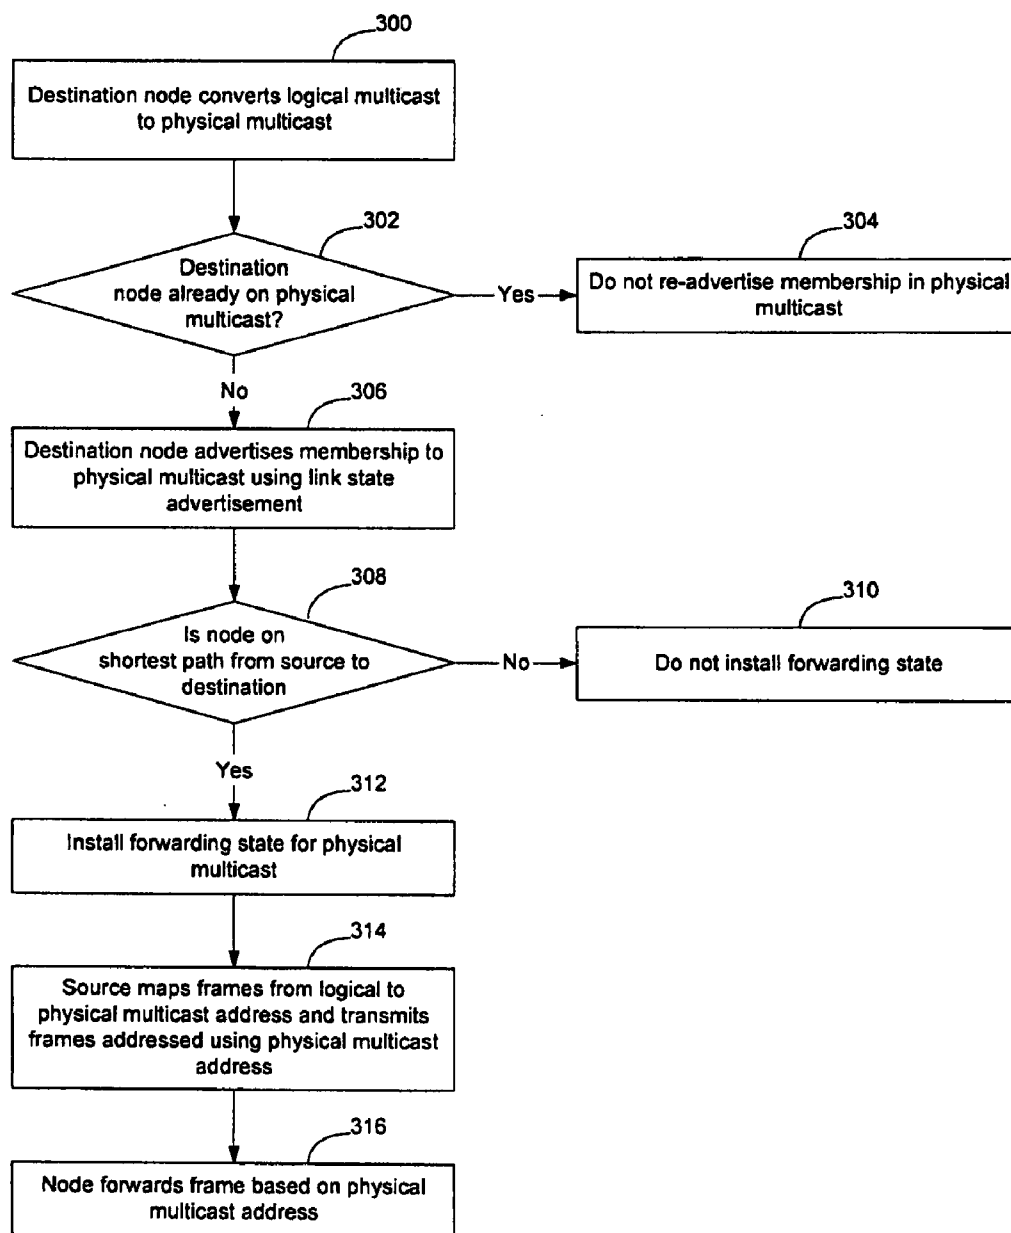 300
Destination node converts logical multicast
to physical multicast
302
Destination
node already on physical
multicast?
Yes
304
Do not re-advertise membership in physical
multicast
No
306
Destination node advertises membership to
physical multicast using link state
advertisement
308
Is node on
shortest path from source to
destination
No
310
Do not install forwarding state
Yes
312
Install forwarding state for physical
multicast
314
Source maps frames from logical to
physical multicast address and transmits
frames addressed using physical multicast
address
316
Node forwards frame based on physical
multicast address